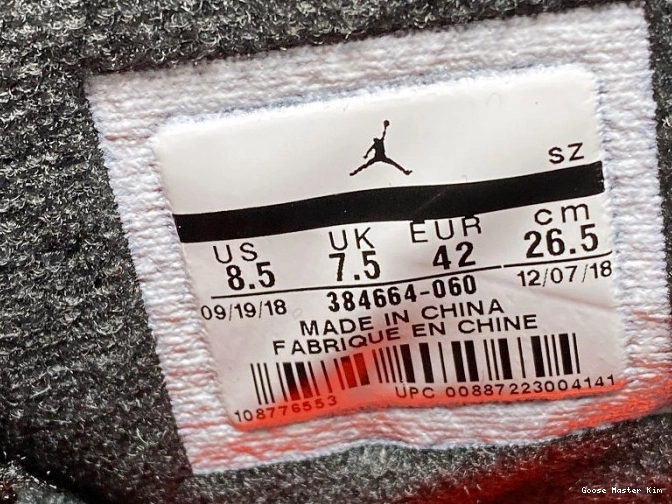 SZ
US UK EUR cm
8.5 7.5 42 26.5
09/19/18 384664-060 12/07/18
MADE IN CHINA
FABRIQUE EN CHINE
108776553 UPC 00887223004141
Goose Master Kim